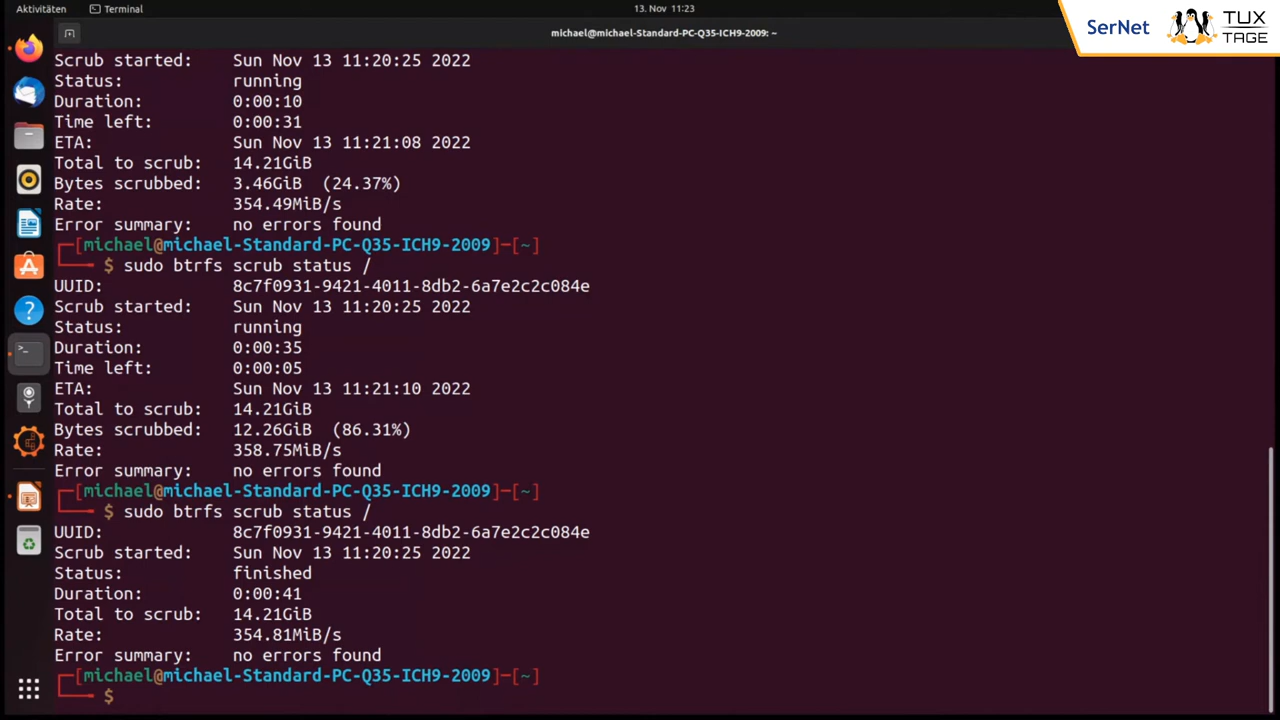 Aktivitäten
Terminal
13. Nov 11:23
michael@michael-Standard-PC-Q35-ICH9-2009: ~
SerNet
TUX
TAGE
Scrub started: Sun Nov 13 11:20:25 2022
Status: running
Duration: 0:00:10
Time left: 0:00:31
ETA: Sun Nov 13 11:21:08 2022
Total to scrub: 14.21GiB
Bytes scrubbed: 3.46GiB (24.37%)
Rate: 354.49MiB/s
Error summary: no errors found
┌─[michael@michael-Standard-PC-Q35-ICH9-2009]─[~]
└──╼ $ sudo btrfs scrub status /
UUID: 8c7f0931-9421-4011-8db2-6a7e2c2c084e
Scrub started: Sun Nov 13 11:20:25 2022
Status: running
Duration: 0:00:35
Time left: 0:00:05
ETA: Sun Nov 13 11:21:10 2022
Total to scrub: 14.21GiB
Bytes scrubbed: 12.26GiB (86.31%)
Rate: 358.75MiB/s
Error summary: no errors found
┌─[michael@michael-Standard-PC-Q35-ICH9-2009]─[~]
└──╼ $ sudo btrfs scrub status /
UUID: 8c7f0931-9421-4011-8db2-6a7e2c2c084e
Scrub started: Sun Nov 13 11:20:25 2022
Status: finished
Duration: 0:00:41
Total to scrub: 14.21GiB
Rate: 354.81MiB/s
Error summary: no errors found
┌─[michael@michael-Standard-PC-Q35-ICH9-2009]─[~]
└──╼ $